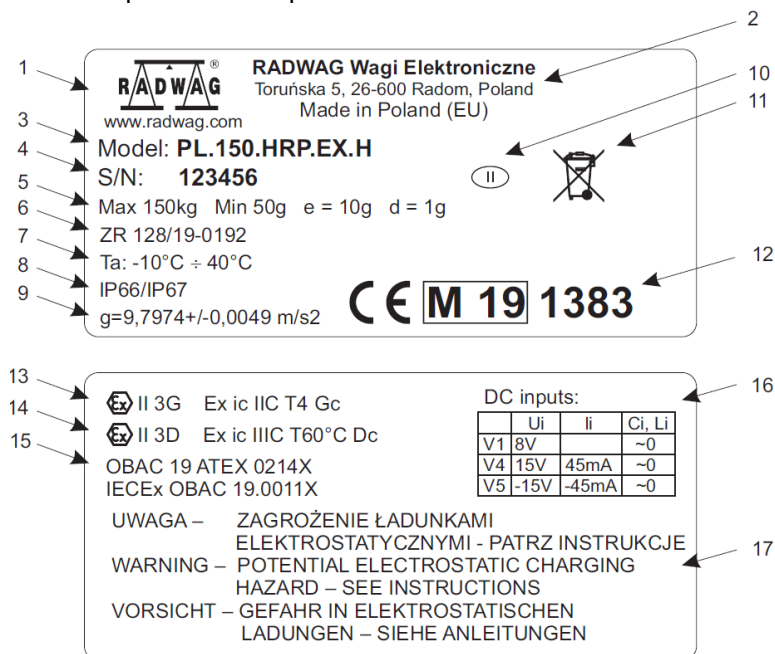 RADWAG® RADWAG Wagi Elektroniczne
Toruńska 5, 26-600 Radom, Poland
www.radwag.com Made in Poland (EU)
Model: PL.150.HRP.EX.H
S/N: 123456 II
Max 150kg Min 50g e = 10g d = 1g
ZR 128/19-0192
Ta: -10°C ÷ 40°C
IP66/IP67
g=9,7974+/-0,0049 m/s2
CE M 19 1383
1
2
3
4
5
6
7
8
9
10
11
12
Ex II 3G Ex ic IIC T4 Gc
Ex II 3D Ex ic IIIC T60°C Dc
OBAC 19 ATEX 0214X
IECEx OBAC 19.0011X
DC inputs:
Ui Ii Ci, Li
V1 8V ~0
V4 15V 45mA ~0
V5 -15V -45mA ~0
UWAGA – ZAGROŻENIE ŁADUNKAMI
ELEKTROSTATYCZNYMI - PATRZ INSTRUKCJE
WARNING – POTENTIAL ELECTROSTATIC CHARGING
HAZARD – SEE INSTRUCTIONS
VORSICHT – GEFAHR IN ELEKTROSTATISCHEN
LADUNGEN – SIEHE ANLEITUNGEN
13
14
15
16
17